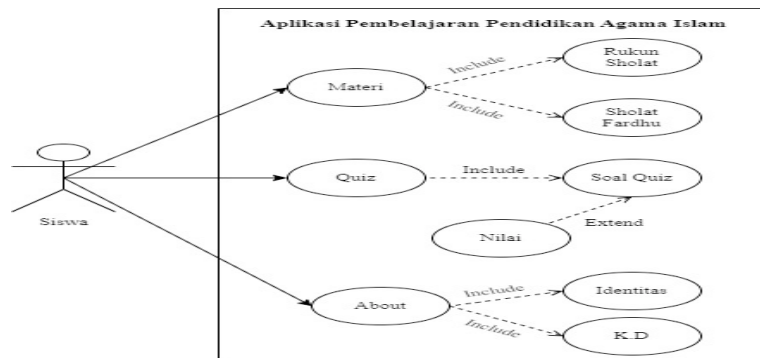 Aplikasi Pembelajaran Pendidikan Agama Islam
Include
Rukun
Sholat
Materi
Include
Sholat
Fardhu
Quiz
Include
Soal Quiz
Siswa
Nilai
Extend
Include
Identitas
About
Include
K.D